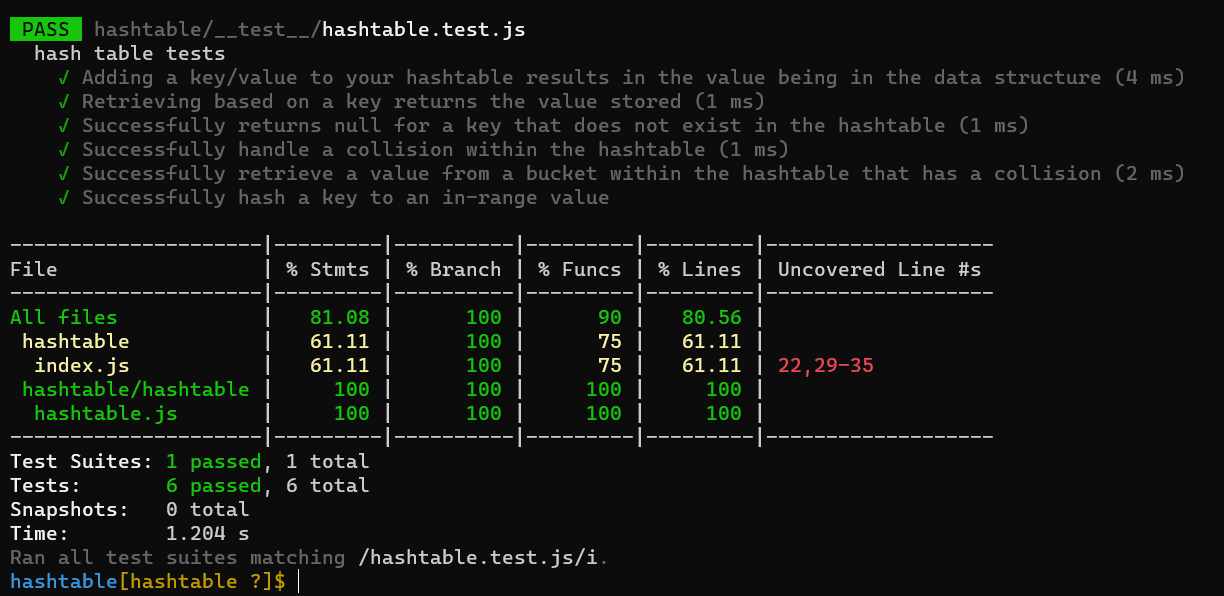 PASS hashtable/__test__/hashtable.test.js
hash table tests
√ Adding a key/value to your hashtable results in the value being in the data structure (4 ms)
√ Retrieving based on a key returns the value stored (1 ms)
√ Successfully returns null for a key that does not exist in the hashtable (1 ms)
√ Successfully handle a collision within the hashtable (1 ms)
√ Successfully retrieve a value from a bucket within the hashtable that has a collision (2 ms)
√ Successfully hash a key to an in-range value
---------------------|---------|----------|---------|---------|-------------------
File                 | % Stmts | % Branch | % Funcs | % Lines | Uncovered Line #s
---------------------|---------|----------|---------|---------|-------------------
All files            |   81.08 |      100 |      90 |   80.56 |
 hashtable           |   61.11 |      100 |      75 |   61.11 |
  index.js           |   61.11 |      100 |      75 |   61.11 | 22,29-35
 hashtable/hashtable |     100 |      100 |     100 |     100 |
  hashtable.js       |     100 |      100 |     100 |     100 |
---------------------|---------|----------|---------|---------|-------------------
Test Suites: 1 passed, 1 total
Tests:       6 passed, 6 total
Snapshots:   0 total
Time:        1.204 s
Ran all test suites matching /hashtable.test.js/i.
hashtable[hashtable ?]$